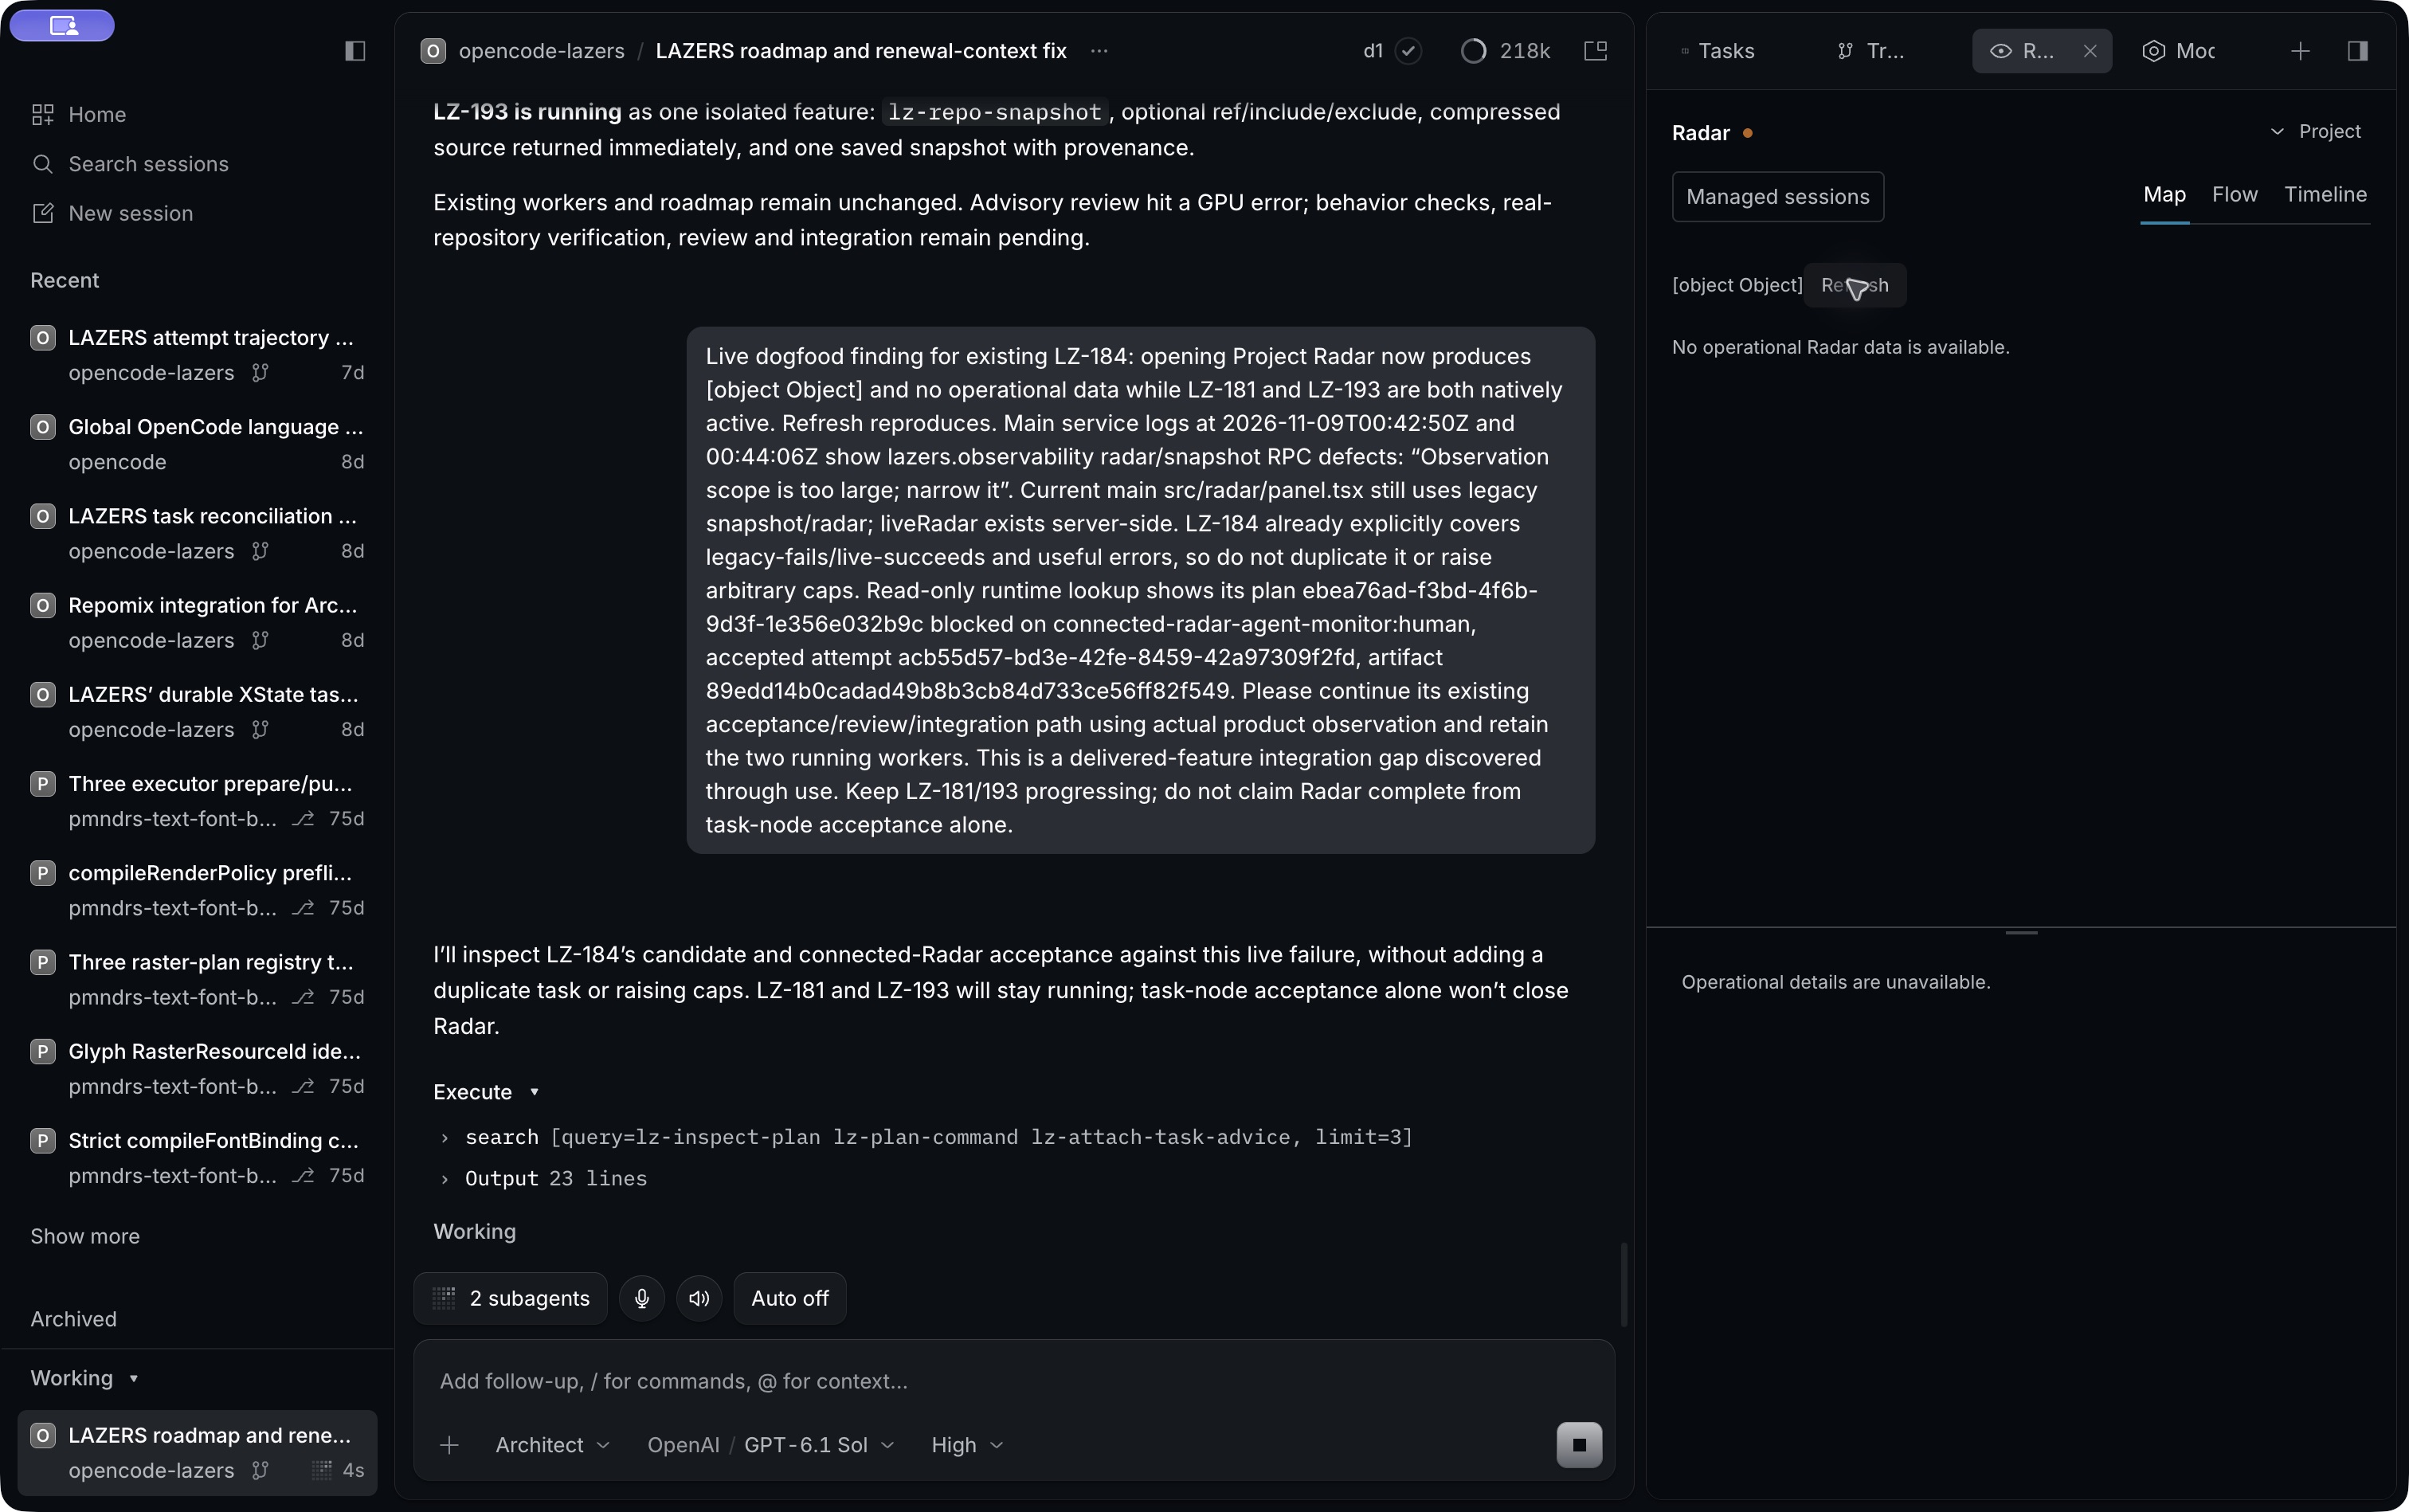 Home
Search sessions
New session
Recent
O LAZERS attempt trajectory ...
opencode-lazers 7d
O Global OpenCode language ...
opencode 8d
O LAZERS task reconciliation ...
opencode-lazers 8d
O Repomix integration for Arc...
opencode-lazers 8d
O LAZERS’ durable XState tas...
opencode-lazers 8d
P Three executor prepare/pu...
pmndrs-text-font-b... 75d
P compileRenderPolicy prefli...
pmndrs-text-font-b... 75d
P Three raster-plan registry t...
pmndrs-text-font-b... 75d
P Glyph RasterResourceId ide...
pmndrs-text-font-b... 75d
P Strict compileFontBinding c...
pmndrs-text-font-b... 75d
Show more
Archived
Working
O LAZERS roadmap and rene...
opencode-lazers 4s
O opencode-lazers / LAZERS roadmap and renewal-context fix ...
d1 218k
LZ-193 is running as one isolated feature: lz-repo-snapshot, optional ref/include/exclude, compressed
source returned immediately, and one saved snapshot with provenance.
Existing workers and roadmap remain unchanged. Advisory review hit a GPU error; behavior checks, real-
repository verification, review and integration remain pending.
Live dogfood finding for existing LZ-184: opening Project Radar now produces
[object Object] and no operational data while LZ-181 and LZ-193 are both natively
active. Refresh reproduces. Main service logs at 2026-11-09T00:42:50Z and
00:44:06Z show lazers.observability radar/snapshot RPC defects: “Observation
scope is too large; narrow it”. Current main src/radar/panel.tsx still uses legacy
snapshot/radar; liveRadar exists server-side. LZ-184 already explicitly covers
legacy-fails/live-succeeds and useful errors, so do not duplicate it or raise
arbitrary caps. Read-only runtime lookup shows its plan ebea76ad-f3bd-4f6b-
9d3f-1e356e032b9c blocked on connected-radar-agent-monitor:human,
accepted attempt acb55d57-bd3e-42fe-8459-42a97309f2fd, artifact
89edd14b0cadad49b8b3cb84d733ce56ff82f549. Please continue its existing
acceptance/review/integration path using actual product observation and retain
the two running workers. This is a delivered-feature integration gap discovered
through use. Keep LZ-181/193 progressing; do not claim Radar complete from
task-node acceptance alone.
I’ll inspect LZ-184’s candidate and connected-Radar acceptance against this live failure, without adding a
duplicate task or raising caps. LZ-181 and LZ-193 will stay running; task-node acceptance alone won’t close
Radar.
Execute
search [query=lz-inspect-plan lz-plan-command lz-attach-task-advice, limit=3]
Output 23 lines
Working
2 subagents
Auto off
Add follow-up, / for commands, @ for context...
Architect OpenAI / GPT-6.1 Sol High
Tasks Tr... R... Moc
Radar Project
Managed sessions Map Flow Timeline
[object Object]
No operational Radar data is available.
Operational details are unavailable.